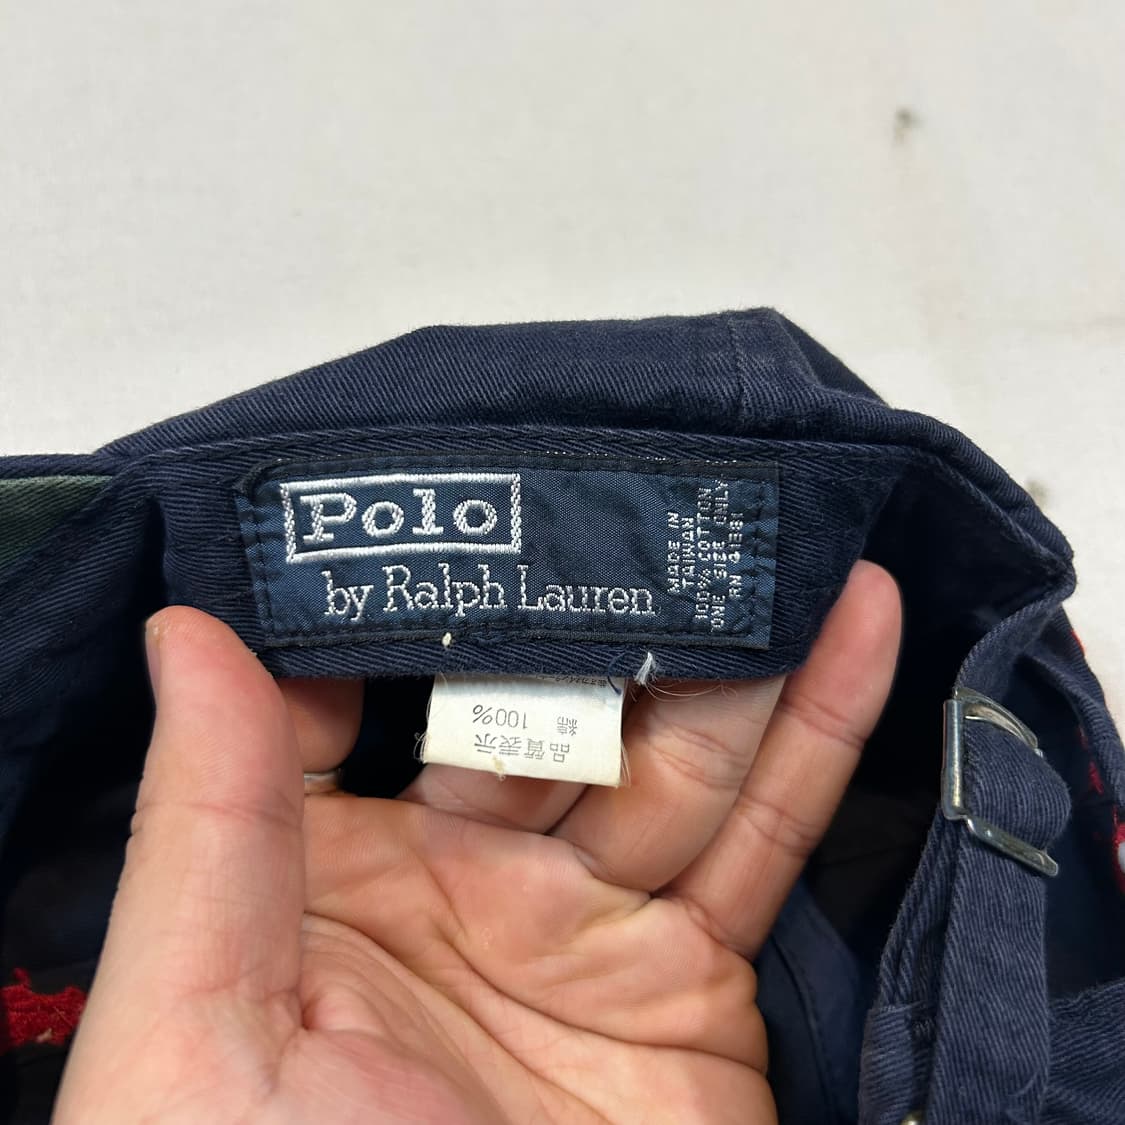 Polo
by Ralph Lauren
MADE IN
TAIWAN
100% COTTON
ONE SIZE ONLY
RN 41381
品質表示
綿 100%